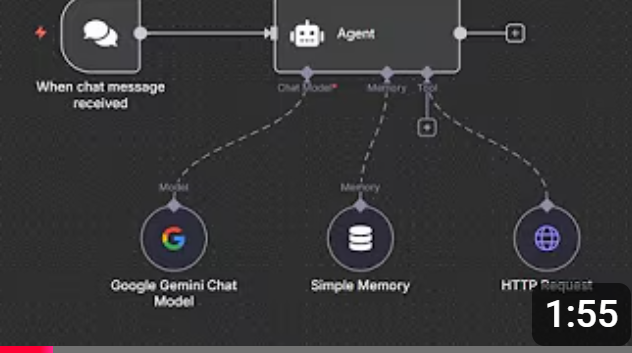 Agent
When chat message
received
Chat Model*
Memory
Tool
Model
Memory
Google Gemini Chat
Model
Simple Memory
HTTP Request
1:55